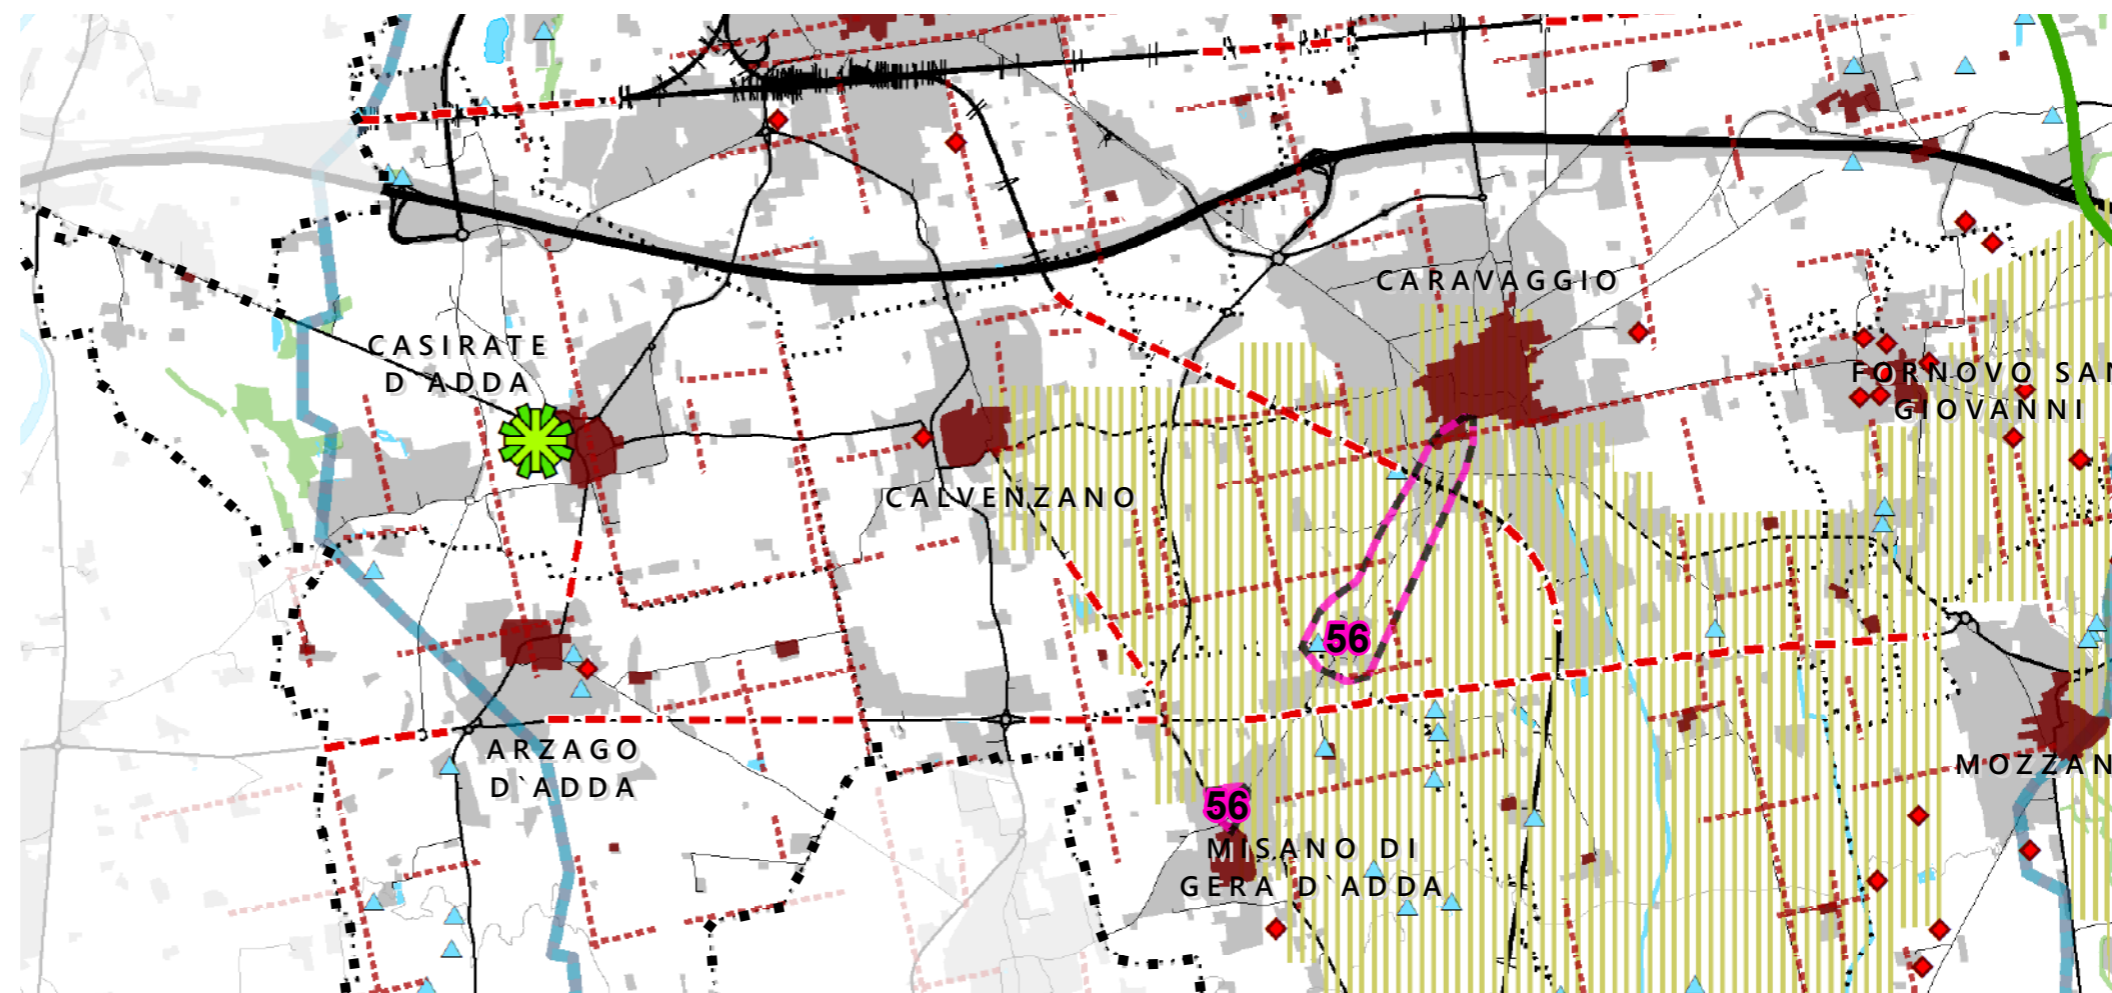 CARAVAGGIO
CASIRATE
D ADDA
FORNOVO SAN
GIOVANNI
CALVENZANO
56
ARZAGO
D`ADDA
MOZZAN
56
MISANO DI
GERA D`ADDA